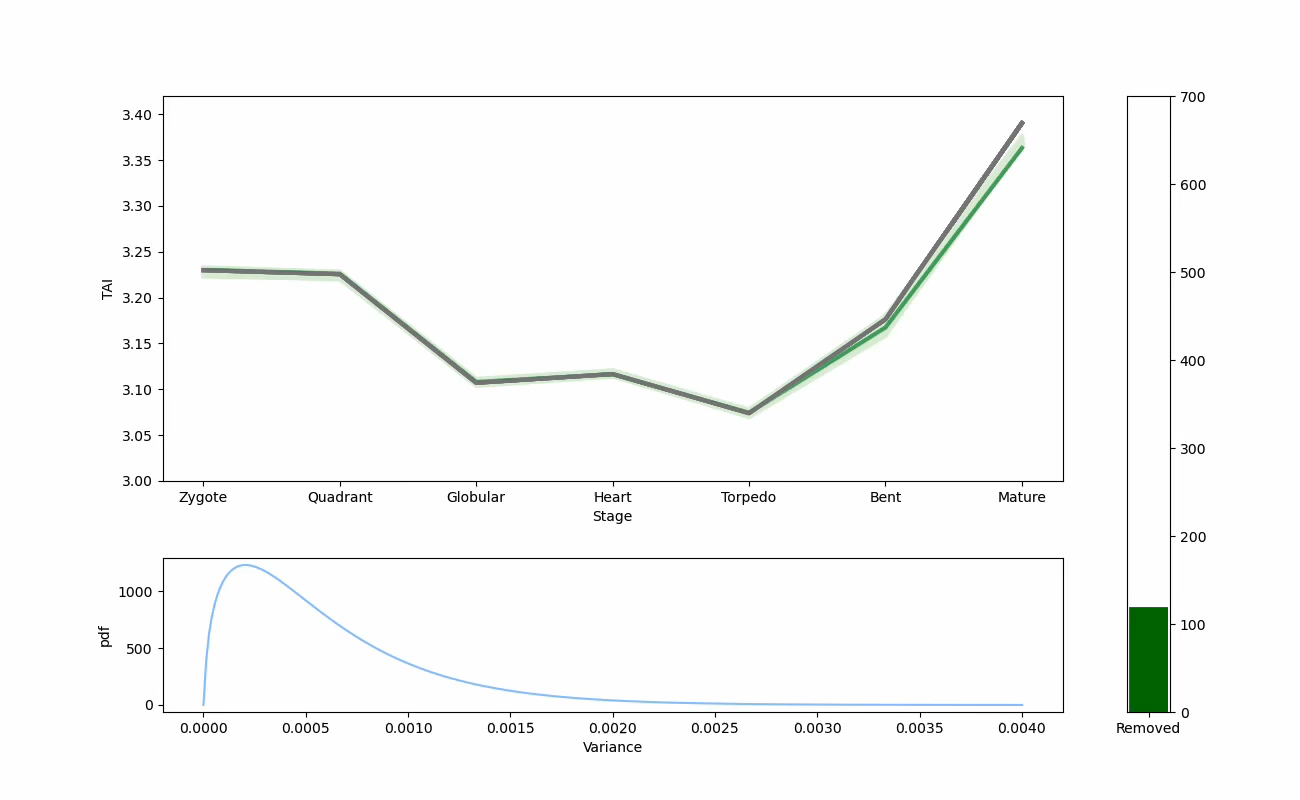 3.40
3.35
3.30
3.25
3.20
3.15
3.10
3.05
3.00
TAI
Zygote Quadrant Globular Heart Torpedo Bent Mature
Stage
1000
500
0
pdf
0.0000 0.0005 0.0010 0.0015 0.0020 0.0025 0.0030 0.0035 0.0040
Variance
700
600
500
400
300
200
100
0
Removed